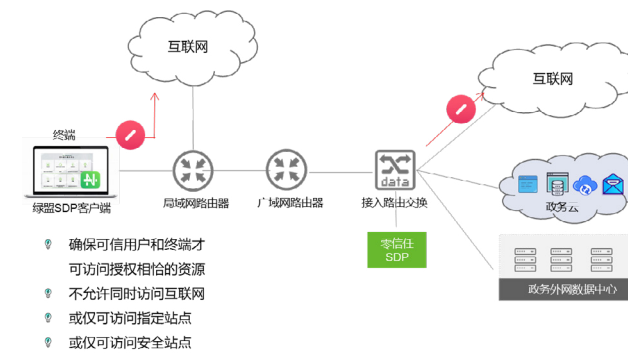 互联网
互联网
终端
绿盟SDP客户端
局域网路由器
广域网路由器
data
接入路由交换
政务云
零信任
SDP
政务外网数据中心
确保可信用户和终端才
可访问授权相恰的资源
不允许同时访问互联网
或仅可访问指定站点
或仅可访问安全站点